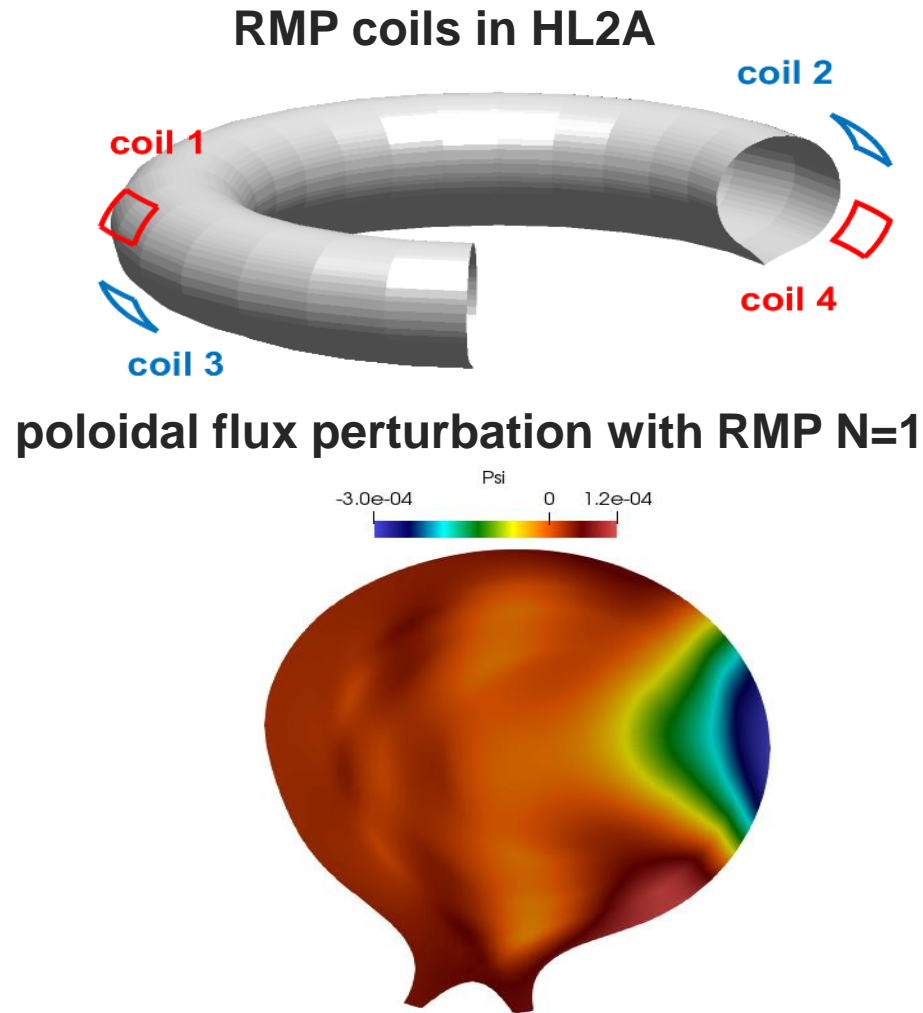 RMP coils in HL2A
coil 2
coil 1
coil 4
coil 3
poloidal flux perturbation with RMP N=1
Psi
-3.0e-04 0 1.2e-04